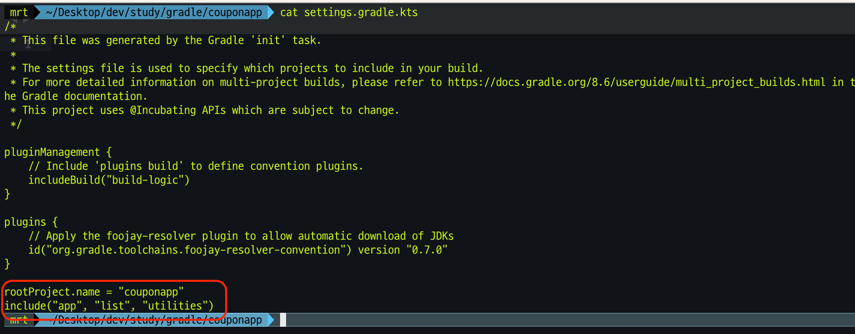 mrt ~/Desktop/dev/study/gradle/couponapp cat settings.gradle.kts
/*
 * This file was generated by the Gradle 'init' task.
 *
 * The settings file is used to specify which projects to include in your build.
 * For more detailed information on multi-project builds, please refer to https://docs.gradle.org/8.6/userguide/multi_project_builds.html in t
he Gradle documentation.
 * This project uses @Incubating APIs which are subject to change.
 */
pluginManagement {
    // Include 'plugins build' to define convention plugins.
    includeBuild("build-logic")
}
plugins {
    // Apply the foojay-resolver plugin to allow automatic download of JDKs
    id("org.gradle.toolchains.foojay-resolver-convention") version "0.7.0"
}
rootProject.name = "couponapp"
include("app", "list", "utilities")
mrt ~/Desktop/dev/study/gradle/couponapp